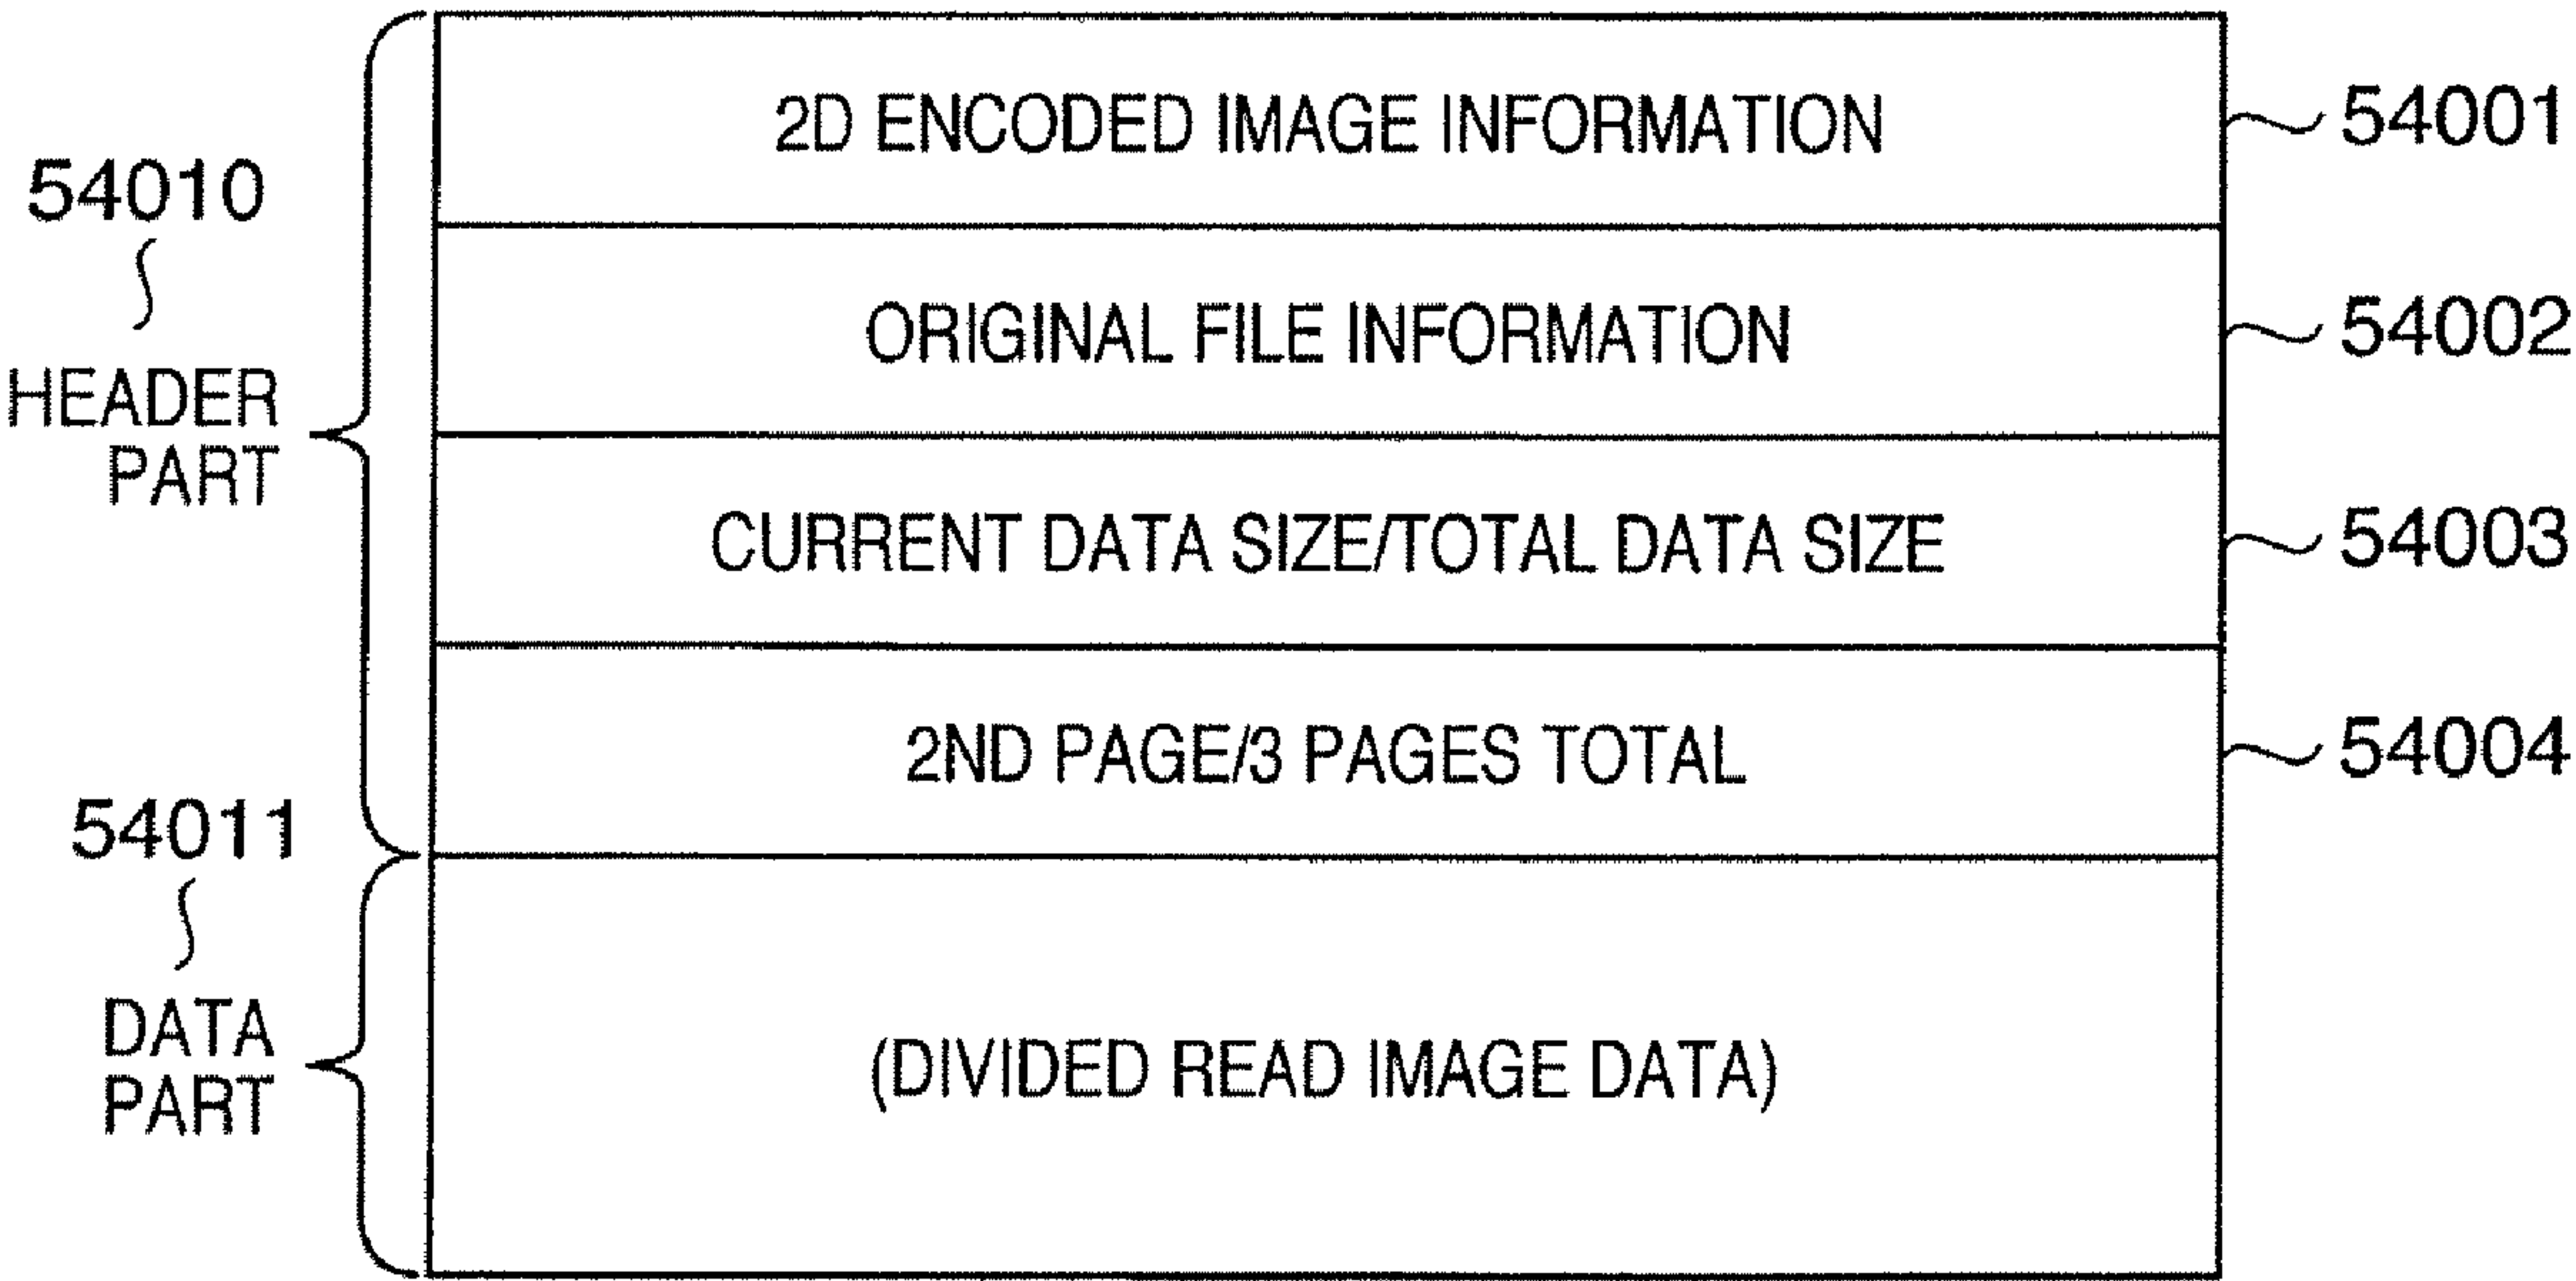 2D ENCODED IMAGE INFORMATION
54001
54010
HEADER
PART
ORIGINAL FILE INFORMATION
54002
CURRENT DATA SIZE/TOTAL DATA SIZE
54003
2ND PAGE/3 PAGES TOTAL
54004
54011
DATA
PART
(DIVIDED READ IMAGE DATA)